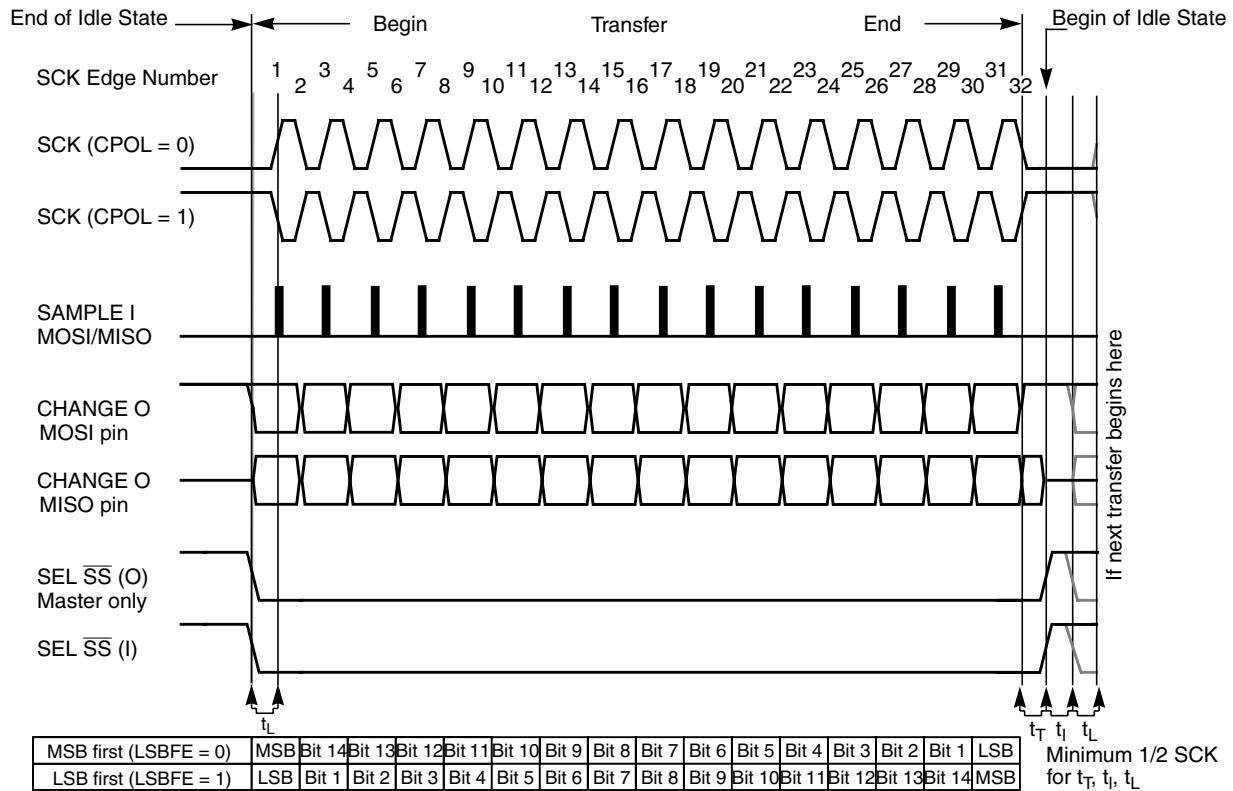 End of Idle State
Begin
Transfer
End
Begin of Idle State
SCK Edge Number
1 2 3 4 5 6 7 8 9 10 11 12 13 14 15 16 17 18 19 20 21 22 23 24 25 26 27 28 29 30 31 32
SCK (CPOL = 0)
SCK (CPOL = 1)
SAMPLE I
MOSI/MISO
CHANGE O
MOSI pin
CHANGE O
MISO pin
SEL SS (O)
Master only
SEL SS (I)
If next transfer begins here
tL
tT tI tL
MSB first (LSBFE = 0) MSB Bit 14 Bit 13 Bit 12 Bit 11 Bit 10 Bit 9 Bit 8 Bit 7 Bit 6 Bit 5 Bit 4 Bit 3 Bit 2 Bit 1 LSB
LSB first (LSBFE = 1) LSB Bit 1 Bit 2 Bit 3 Bit 4 Bit 5 Bit 6 Bit 7 Bit 8 Bit 9 Bit 10 Bit 11 Bit 12 Bit 13 Bit 14 MSB
Minimum 1/2 SCK
for tT, tI, tL